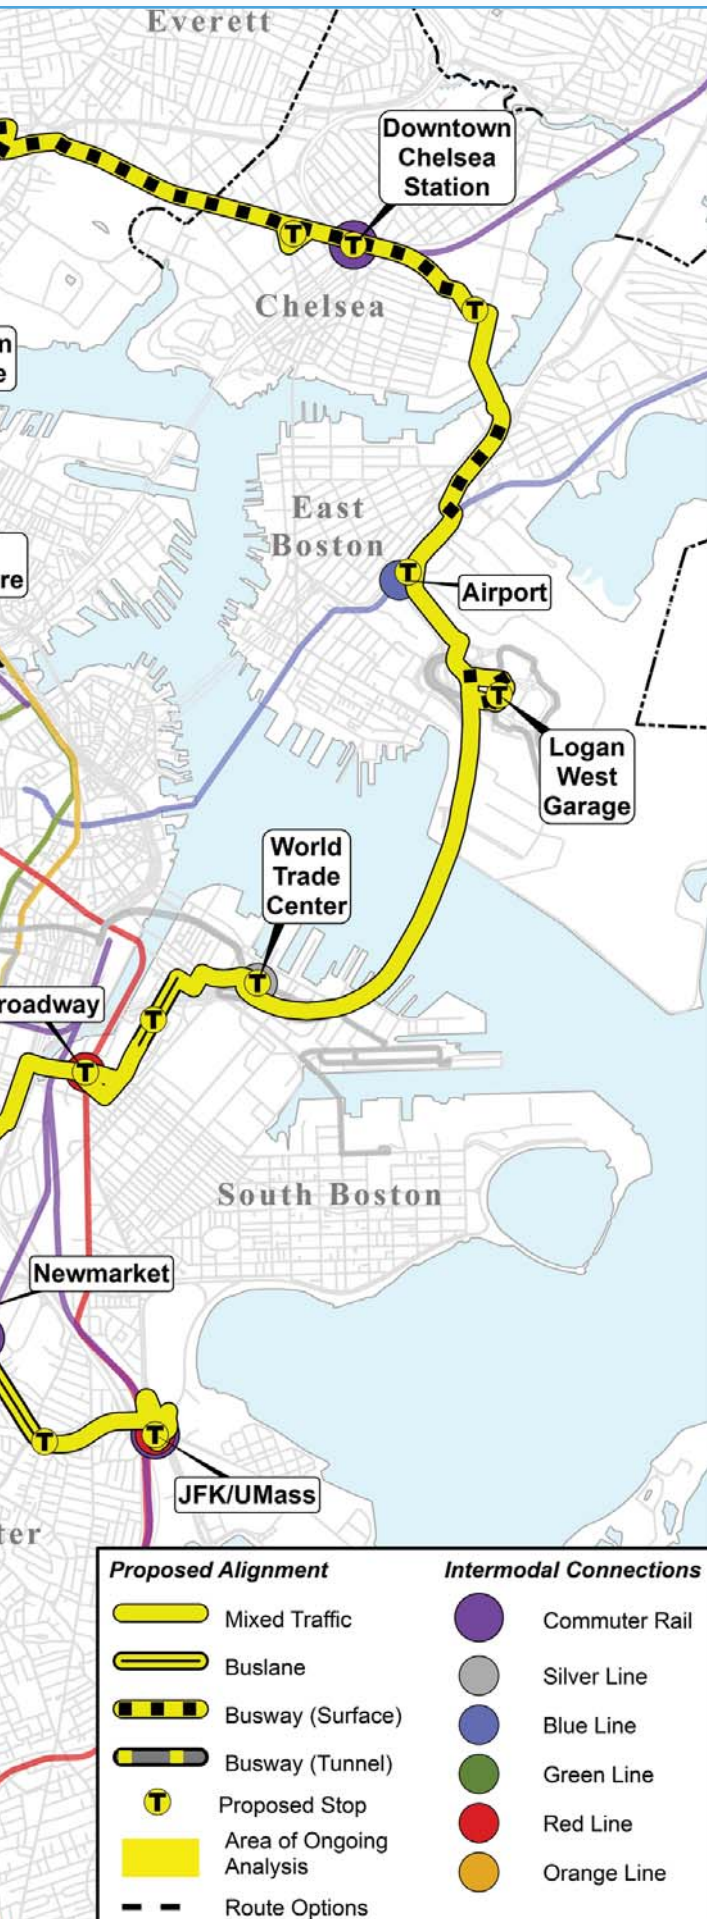 Everett
Downtown
Chelsea
Station
T
T
Chelsea
T
n
e
East
Boston
re
T
Airport
T
Logan
West
Garage
World
Trade
Center
T
roadway
T
T
South Boston
Newmarket
T
T
JFK/UMass
ter
Proposed Alignment
Mixed Traffic
Buslane
Busway (Surface)
Busway (Tunnel)
T Proposed Stop
Area of Ongoing
Analysis
Route Options
Intermodal Connections
Commuter Rail
Silver Line
Blue Line
Green Line
Red Line
Orange Line